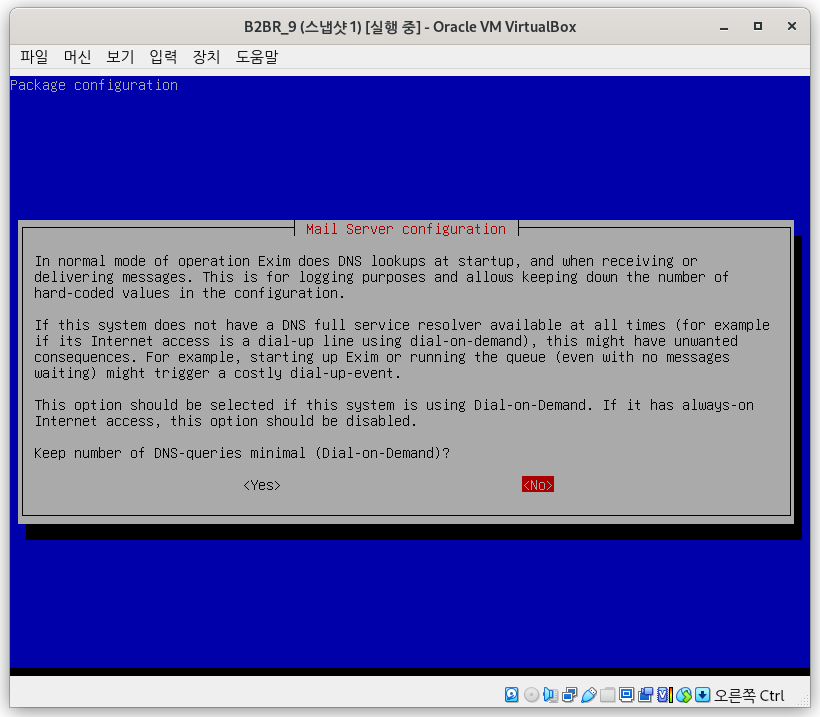 B2BR_9 (스냅샷 1) [실행 중] - Oracle VM VirtualBox
파일 머신 보기 입력 장치 도움말
Package configuration
Mail Server configuration
In normal mode of operation Exim does DNS lookups at startup, and when receiving or
delivering messages. This is for logging purposes and allows keeping down the number of
hard-coded values in the configuration.
If this system does not have a DNS full service resolver available at all times (for example
if its Internet access is a dial-up line using dial-on-demand), this might have unwanted
consequences. For example, starting up Exim or running the queue (even with no messages
waiting) might trigger a costly dial-up-event.
This option should be selected if this system is using Dial-on-Demand. If it has always-on
Internet access, this option should be disabled.
Keep number of DNS-queries minimal (Dial-on-Demand)?
<Yes> <No>
오른쪽 Ctrl